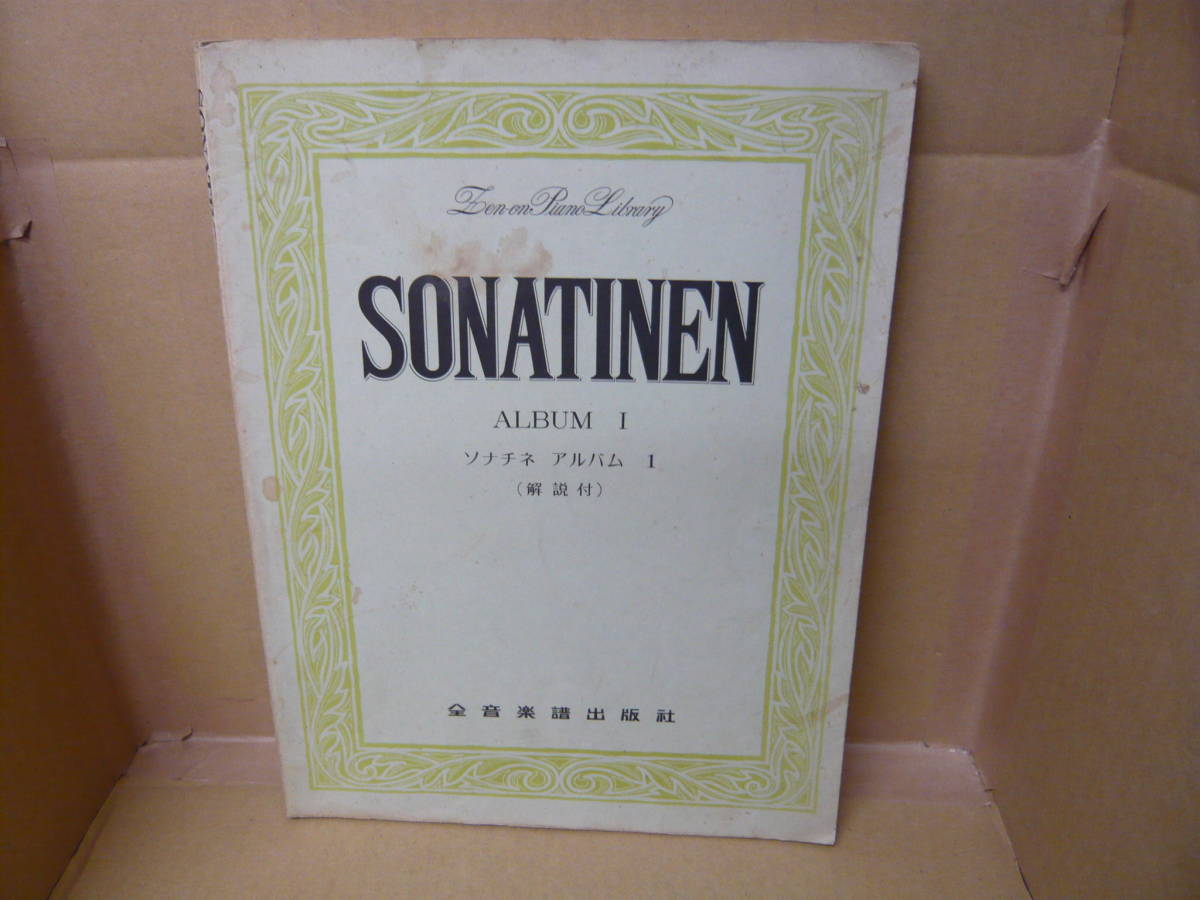 Zen-on Piano Library
SONATINEN
ALBUM I
ソナチネ アルバム 1
(解説付)
全音楽譜出版社